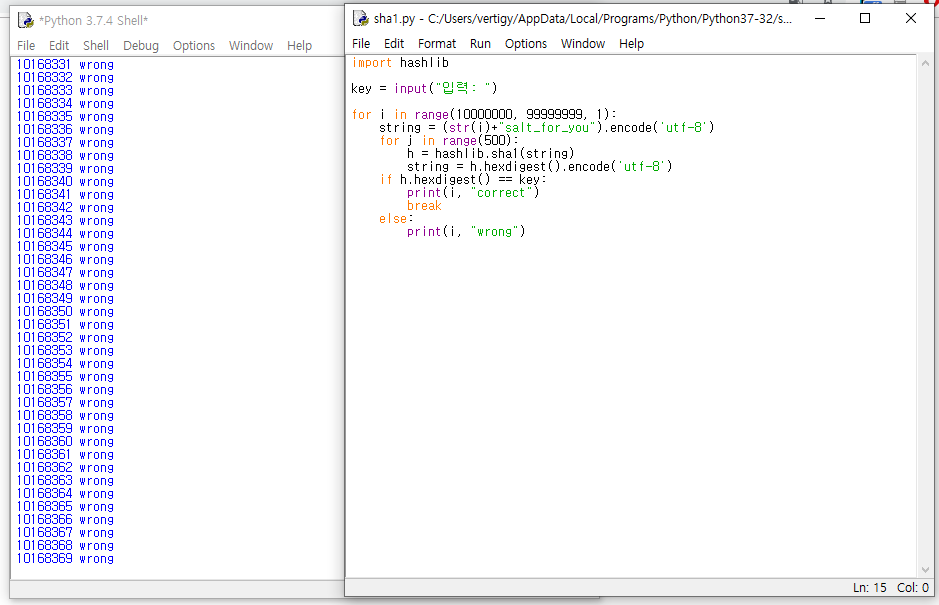 *Python 3.7.4 Shell*
File Edit Shell Debug Options Window Help
10168331 wrong
10168332 wrong
10168333 wrong
10168334 wrong
10168335 wrong
10168336 wrong
10168337 wrong
10168338 wrong
10168339 wrong
10168340 wrong
10168341 wrong
10168342 wrong
10168343 wrong
10168344 wrong
10168345 wrong
10168346 wrong
10168347 wrong
10168348 wrong
10168349 wrong
10168350 wrong
10168351 wrong
10168352 wrong
10168353 wrong
10168354 wrong
10168355 wrong
10168356 wrong
10168357 wrong
10168358 wrong
10168359 wrong
10168360 wrong
10168361 wrong
10168362 wrong
10168363 wrong
10168364 wrong
10168365 wrong
10168366 wrong
10168367 wrong
10168368 wrong
10168369 wrong
sha1.py - C:/Users/vertigy/AppData/Local/Programs/Python/Python37-32/s...
File Edit Format Run Options Window Help
import hashlib
key = input("입력: ")
for i in range(10000000, 99999999, 1):
    string = (str(i)+"salt_for_you").encode('utf-8')
    for j in range(500):
        h = hashlib.sha1(string)
        string = h.hexdigest().encode('utf-8')
    if h.hexdigest() == key:
        print(i, "correct")
        break
    else:
        print(i, "wrong")
Ln: 15 Col: 0